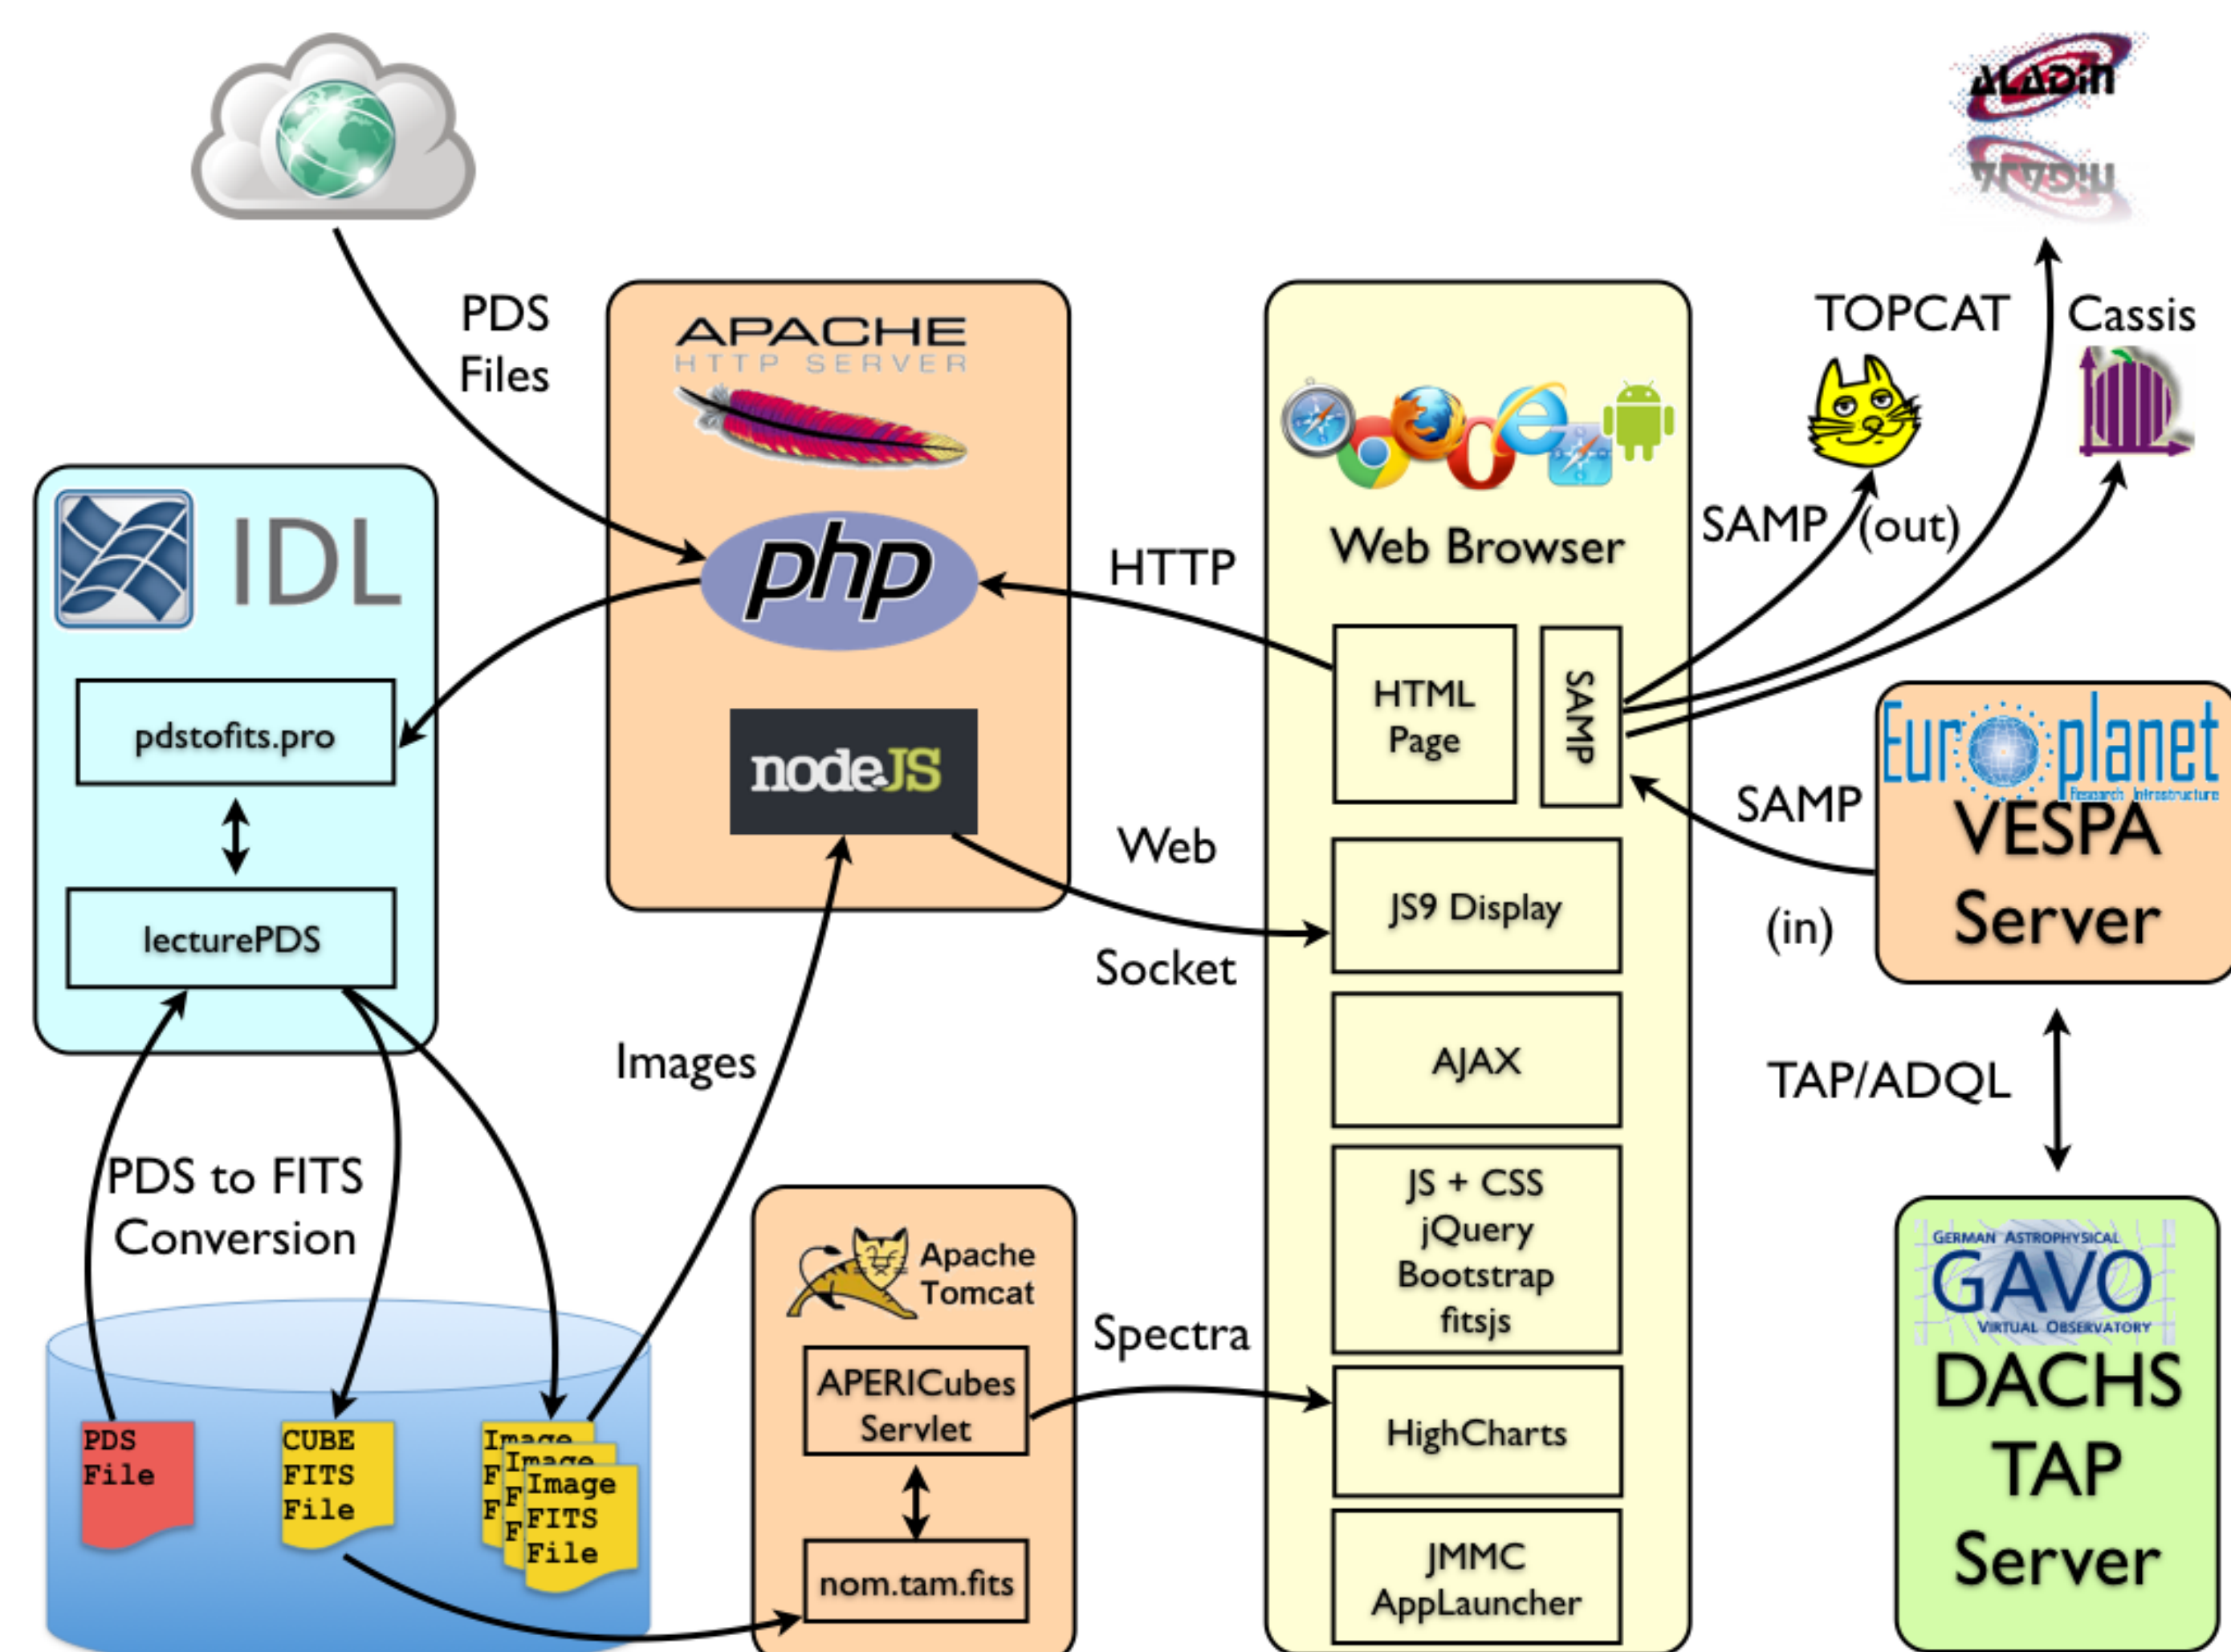 ALADIN
PDS
Files
APACHE
HTTP SERVER
php
nodeJS
IDL
pdstofits.pro
lecturePDS
PDS to FITS
Conversion
PDS
File
CUBE
FITS
File
Image
F
F
Image
F
F
Image
FITS
File
Images
Apache
Tomcat
APERICubes
Servlet
nom.tam.fits
HTTP
Web
Socket
Spectra
Web Browser
HTML
Page
SAMP
JS9 Display
AJAX
JS + CSS
jQuery
Bootstrap
fitsjs
HighCharts
JMMC
AppLauncher
TOPCAT
Cassis
SAMP (out)
SAMP
(in)
Europlanet
Research Infrastructure
VESPA
Server
TAP/ADQL
GERMAN ASTROPHYSICAL
GAVO
VIRTUAL OBSERVATORY
DACHS
TAP
Server